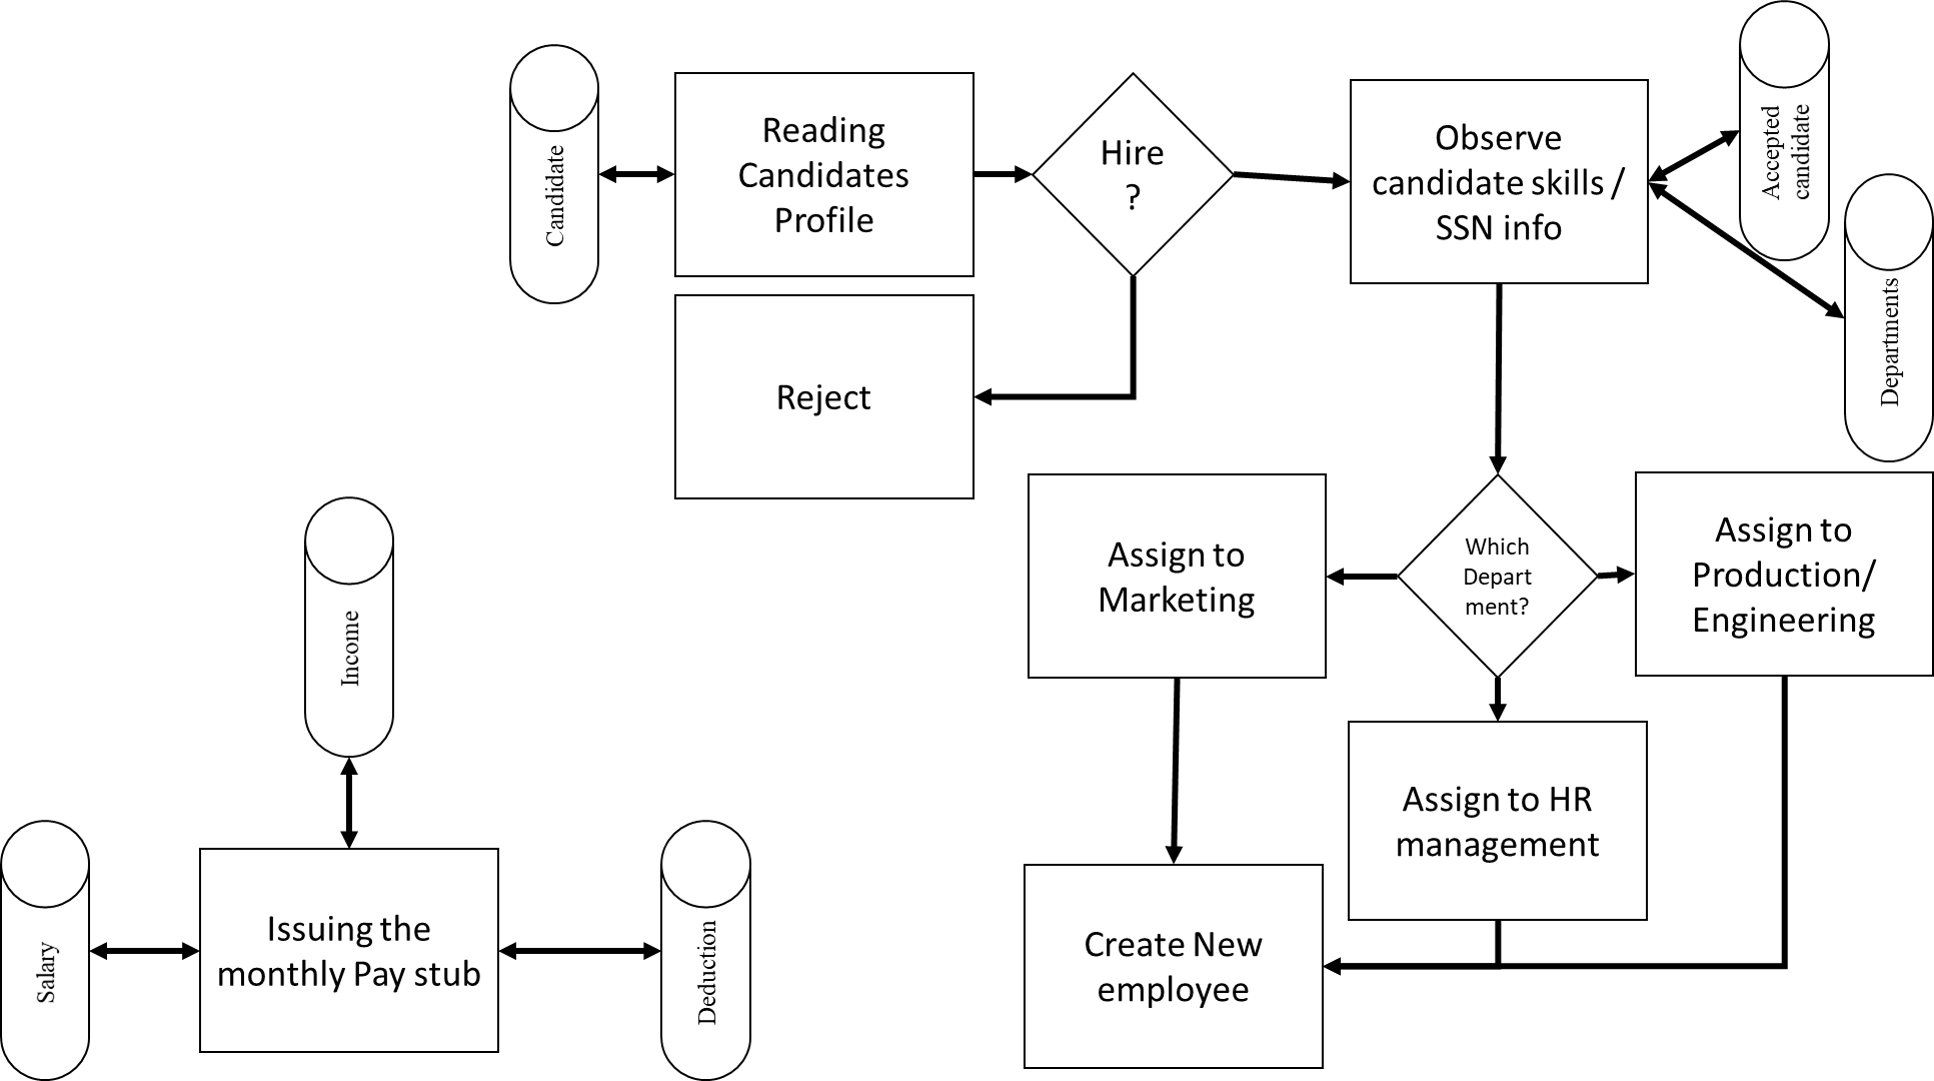 Candidate
Reading
Candidates
Profile
Hire
?
Observe
candidate skills /
SSN info
Accepted
candidate
Departments
Reject
Assign to
Marketing
Which
Depart
ment?
Assign to
Production/
Engineering
Income
Assign to HR
management
Salary
Issuing the
monthly Pay stub
Deduction
Create New
employee